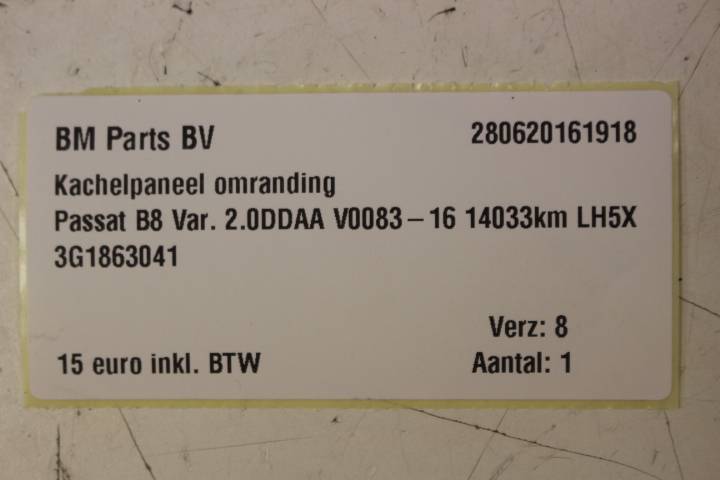 BM Parts BV 280620161918
Kachelpaneel omranding
Passat B8 Var. 2.0DDAA V0083-16 14033km LH5X
3G1863041
Verz: 8
15 euro inkl. BTW Aantal: 1